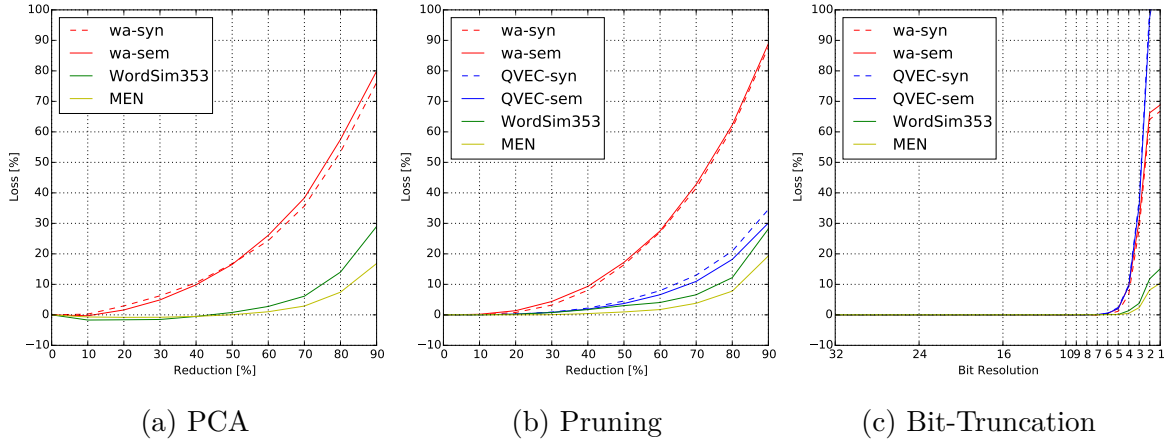 100
90
80
70
60
50
40
30
20
10
0
−10
Loss [%]
wa-syn
wa-sem
WordSim353
MEN
0 10 20 30 40 50 60 70 80 90
Reduction [%]
(a) PCA
100
90
80
70
60
50
40
30
20
10
0
−10
Loss [%]
wa-syn
wa-sem
QVEC-syn
QVEC-sem
WordSim353
MEN
0 10 20 30 40 50 60 70 80 90
Reduction [%]
(b) Pruning
100
90
80
70
60
50
40
30
20
10
0
−10
Loss [%]
wa-syn
wa-sem
QVEC-syn
QVEC-sem
WordSim353
MEN
32 24 16 10 9 8 7 6 5 4 3 2 1
Bit Resolution
(c) Bit-Truncation